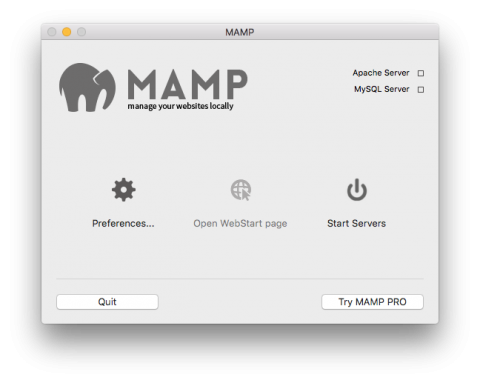 MAMP
MAMP
manage your websites locally
Apache Server
MySQL Server
Preferences...
Open WebStart page
Start Servers
Quit
Try MAMP PRO